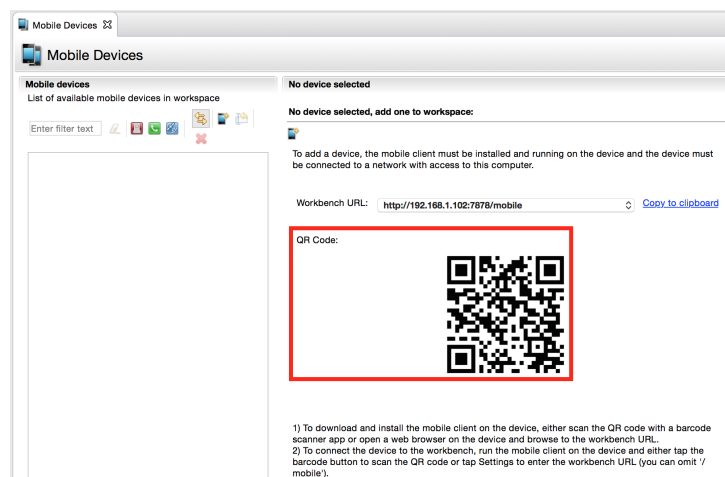 Mobile Devices
Mobile Devices
Mobile devices
List of available mobile devices in workspace
Enter filter text
No device selected
No device selected, add one to workspace:
To add a device, the mobile client must be installed and running on the device and the device must
be connected to a network with access to this computer.
Workbench URL: http://192.168.1.102:7878/mobile Copy to clipboard
QR Code:
1) To download and install the mobile client on the device, either scan the QR code with a barcode
scanner app or open a web browser on the device and browse to the workbench URL.
2) To connect the device to the workbench, run the mobile client on the device and either tap the
barcode button to scan the QR code or tap Settings to enter the workbench URL (you can omit '/
mobile').